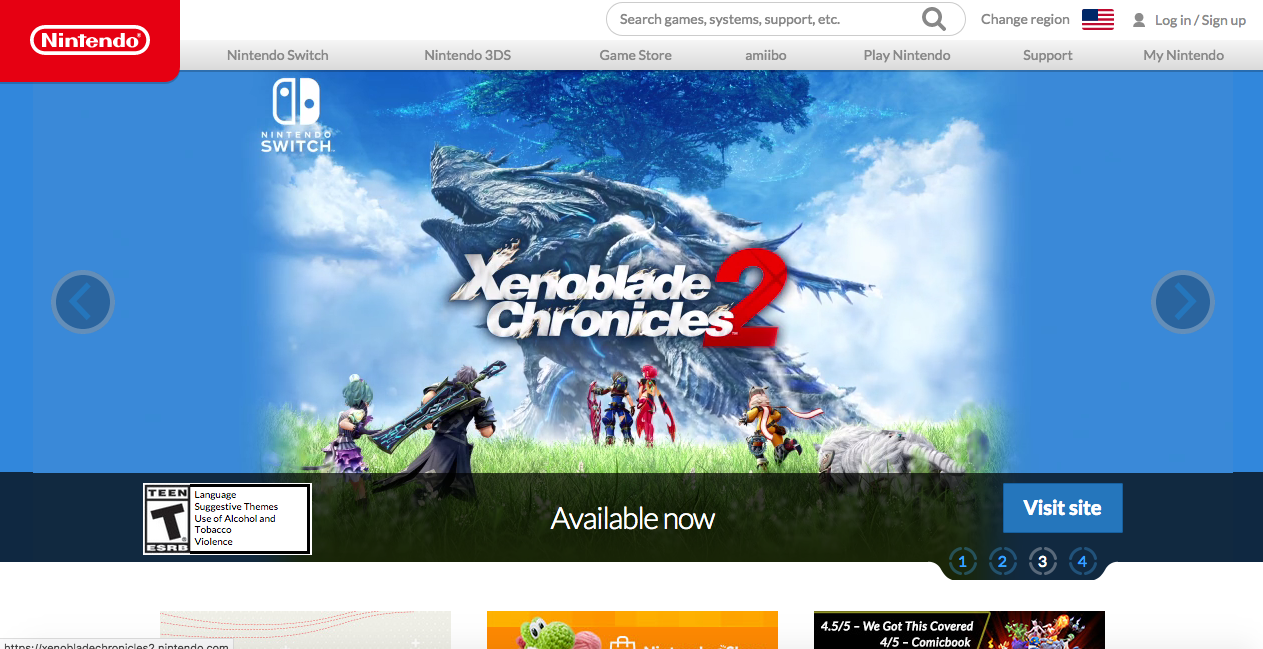 Nintendo
Search games, systems, support, etc.
Change region
Log in / Sign up
Nintendo Switch
Nintendo 3DS
Game Store
amiibo
Play Nintendo
Support
My Nintendo
NINTENDO
SWITCH
Xenoblade
Chronicles 2
TEEN
T
ESRB
Language
Suggestive Themes
Use of Alcohol and
Tobacco
Violence
Available now
Visit site
1 2 3 4
4.5/5 – We Got This Covered
4/5 – Comicbook
https://xenobladechronicles2.nintendo.com